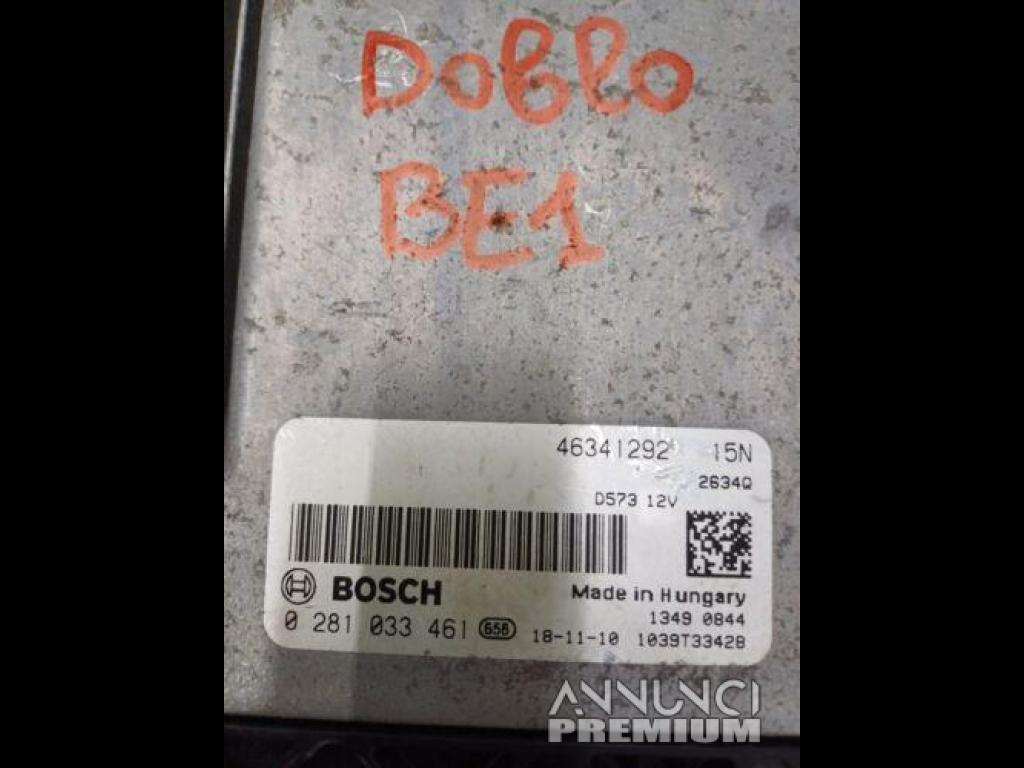 DOBLO
BE1
46341292 15N
2634Q
D573 12V
BOSCH
Made in Hungary
1349 0844
0 281 033 461 656 18-11-10 1039T33428
ANNUNCI
PREMIUM